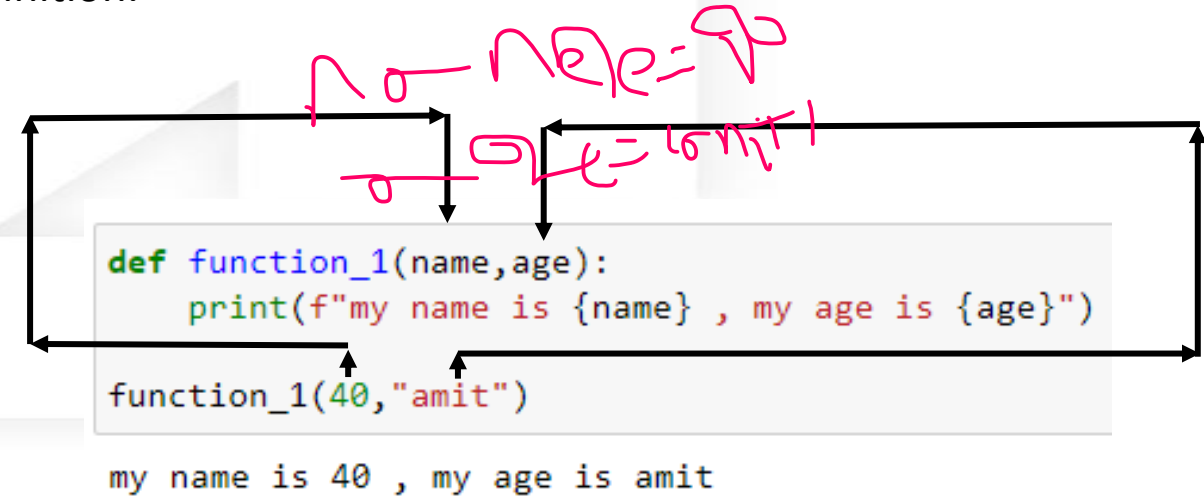 def function_1(name,age):
    print(f"my name is {name} , my age is {age}")
function_1(40,"amit")
my name is 40 , my age is amit